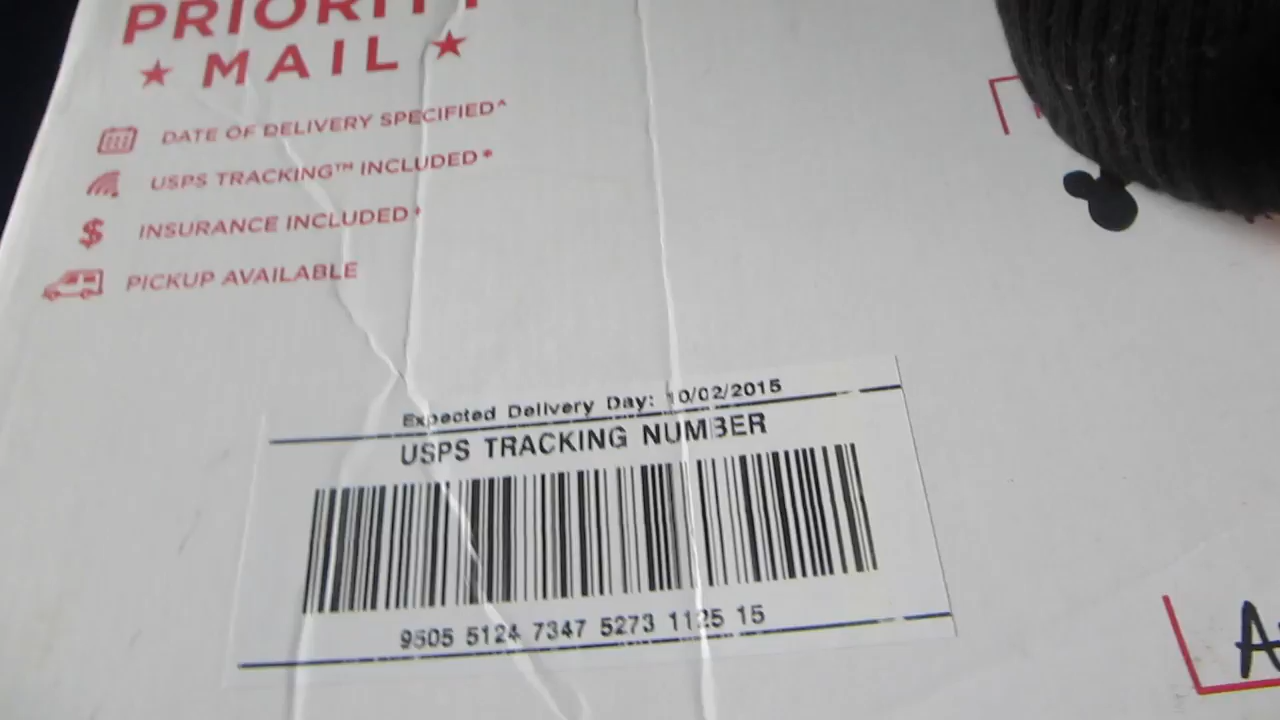 PRIORITY
★ MAIL ★
DATE OF DELIVERY SPECIFIED^
USPS TRACKING™ INCLUDED*
$ INSURANCE INCLUDED†
PICKUP AVAILABLE
Expected Delivery Day: 10/02/2015
USPS TRACKING NUMBER
9505 5124 7347 5273 1125 15